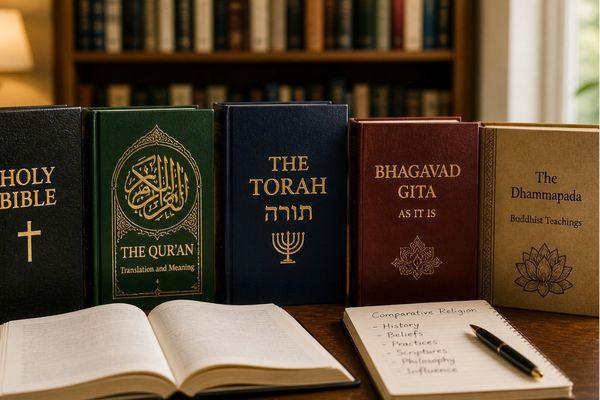 HOLY
BIBLE
THE QUR'AN
Translation and Meaning
THE
TORAH
תורה
BHAGAVAD
GITA
AS IT IS
The
Dhammapada
Buddhist Teachings
Comparative Religion
- History
- Beliefs
- Practices
- Scriptures
- Philosophy
- Influence